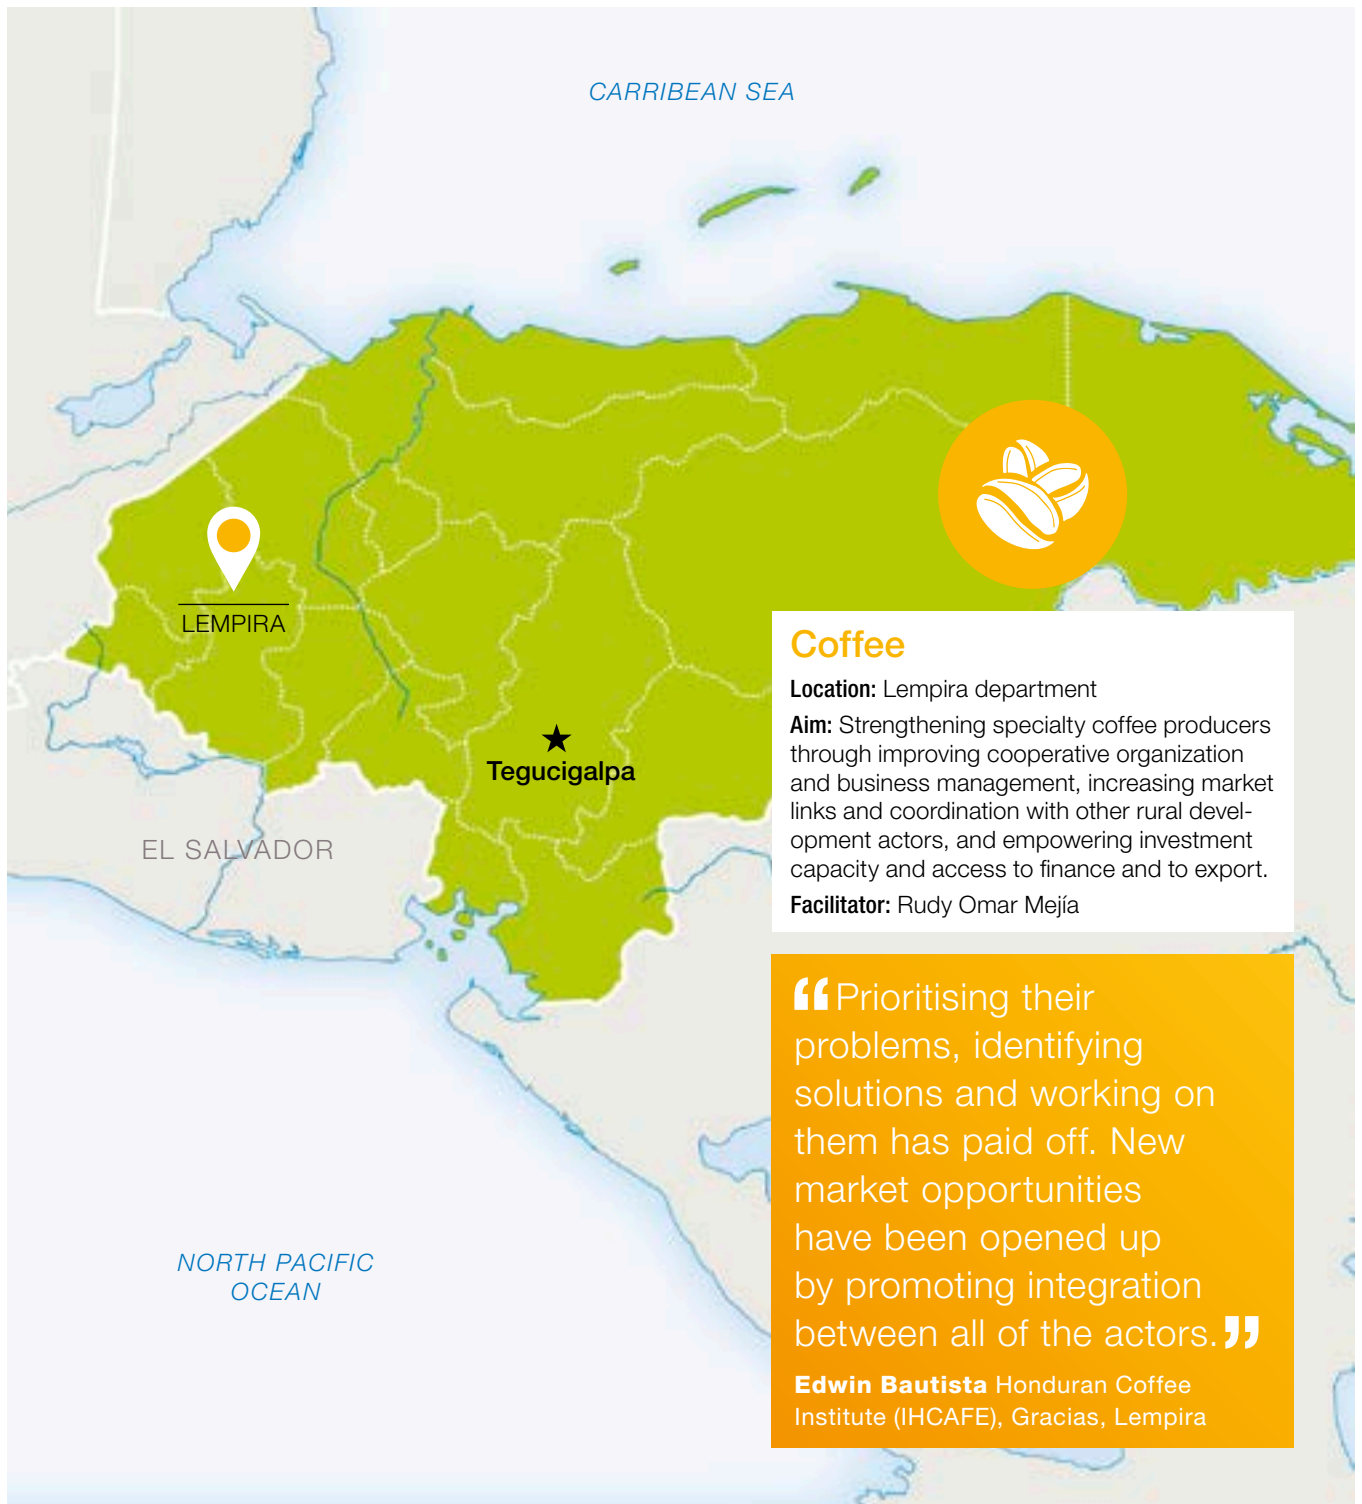 CARRIBEAN SEA
LEMPIRA
Tegucigalpa
EL SALVADOR
NORTH PACIFIC
OCEAN
Coffee
Location: Lempira department
Aim: Strengthening specialty coffee producers
through improving cooperative organization
and business management, increasing market
links and coordination with other rural devel-
opment actors, and empowering investment
capacity and access to finance and to export.
Facilitator: Rudy Omar Mejía
“Prioritising their
problems, identifying
solutions and working on
them has paid off. New
market opportunities
have been opened up
by promoting integration
between all of the actors.”
Edwin Bautista Honduran Coffee
Institute (IHCAFE), Gracias, Lempira